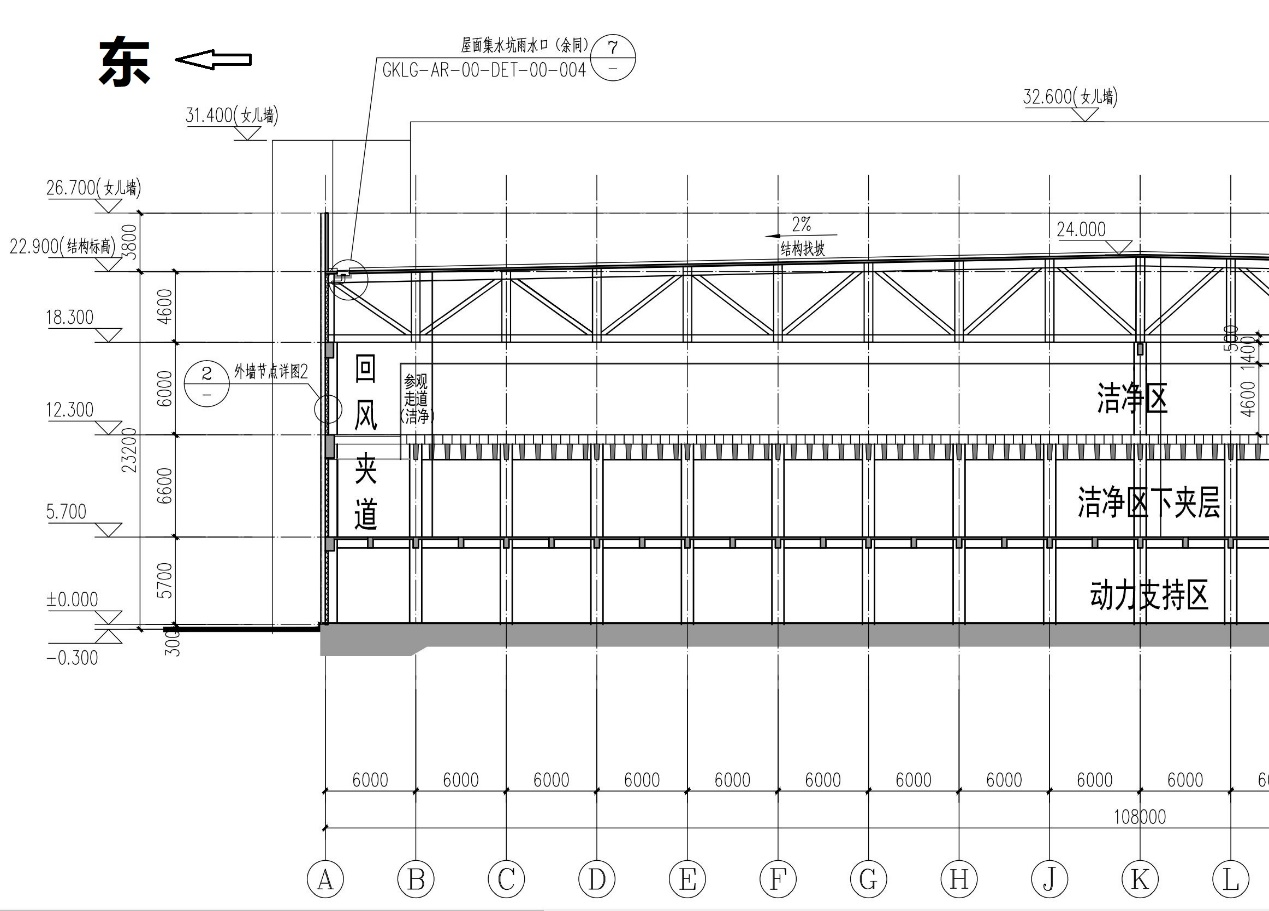 东
屋面集水坑雨水口（余同）
GKLG-AR-00-DET-00-004
7
-
31.400(女儿墙)
32.600(女儿墙)
26.700(女儿墙)
22.900(结构标高)
3800
2%
结构找坡
24.000
18.300
4600
回
风
夹
道
2
-
外墙节点详图2
参观
走道
(洁净)
洁净区
500
1400
4600
12.300
6000
23200
6600
洁净区下夹层
5.700
5700
动力支持区
±0.000
-0.300
300
6000
6000
6000
6000
6000
6000
6000
6000
6000
6000
108000
A
B
C
D
E
F
G
H
J
K
L